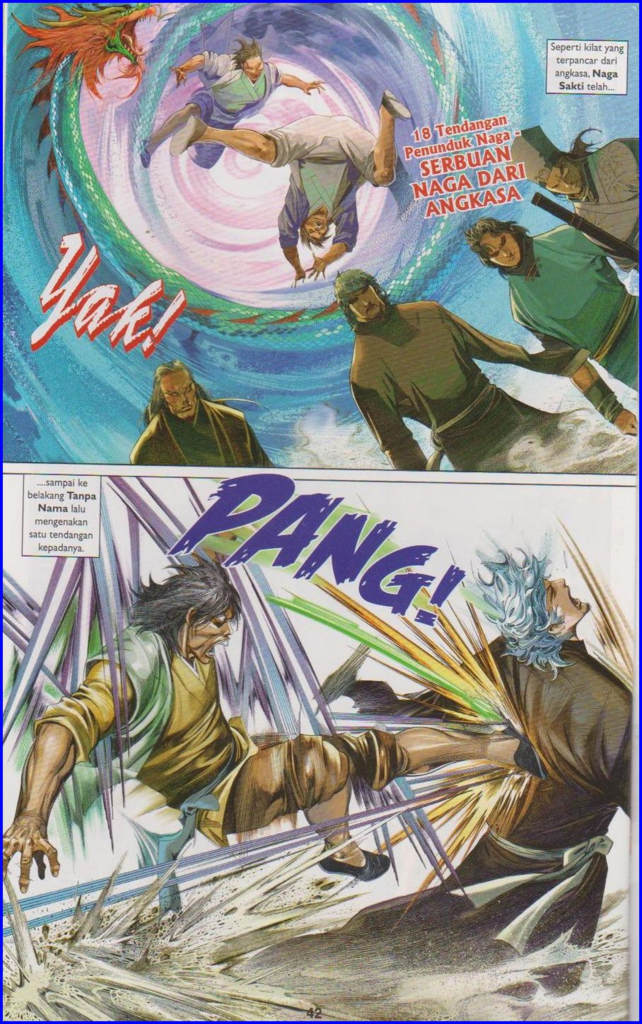 Seperti kilat yang
terpancar dari
angkasa, Naga
Sakti telah...
18 Tendangan
Penunduk Naga -
SERBUAN
NAGA DARI
ANGKASA
Yak!
....sampai ke
belakang Tanpa
Nama lalu
mengenakan
satu tendangan
kepadanya.
PANG!
42